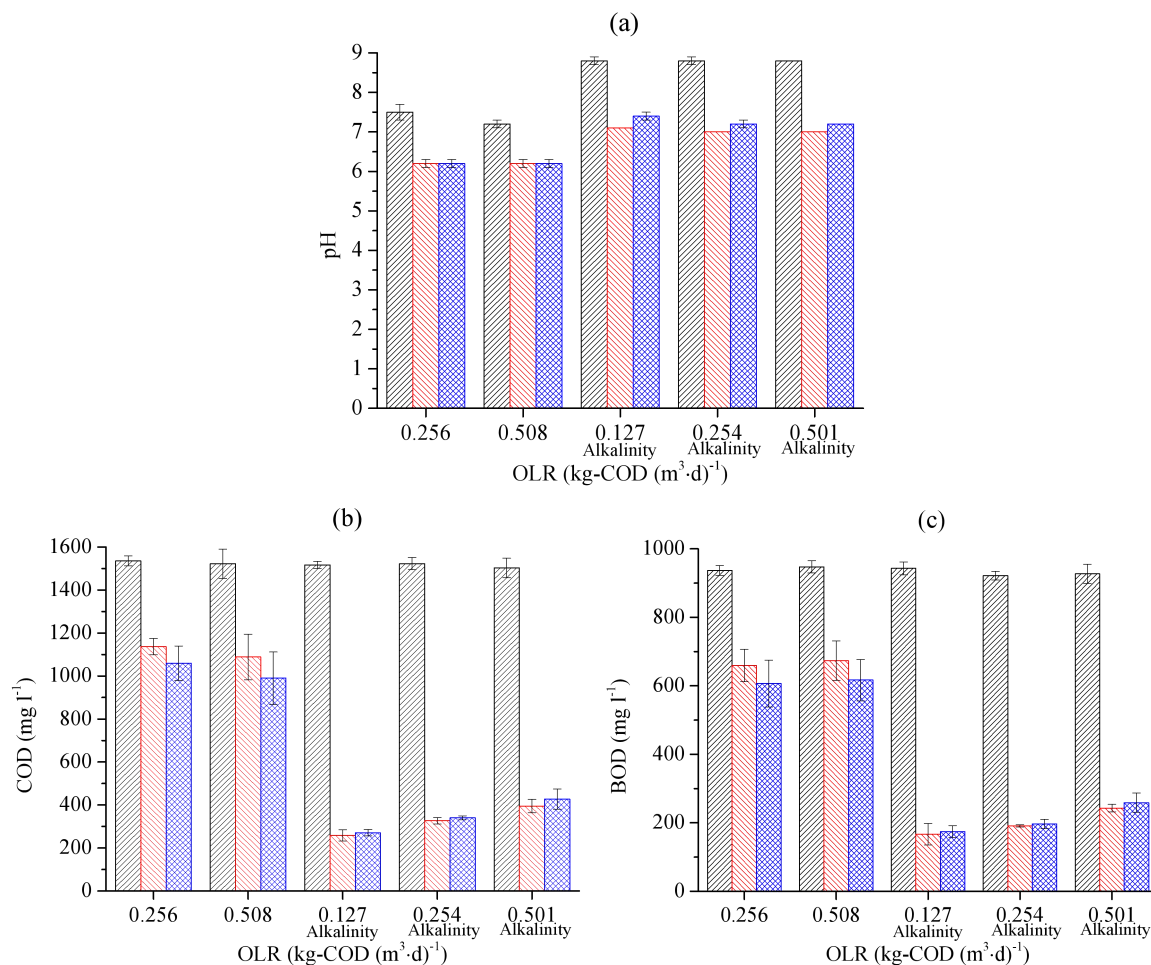 (a)
9
8
7
6
5
4
3
2
1
0
pH
0.256 0.508 0.127 0.254 0.501
Alkalinity Alkalinity Alkalinity
OLR (kg-COD (m³·d)⁻¹)
(b)
1600
1400
1200
1000
800
600
400
200
0
COD (mg l⁻¹)
0.256 0.508 0.127 0.254 0.501
Alkalinity Alkalinity Alkalinity
OLR (kg-COD (m³·d)⁻¹)
(c)
1000
800
600
400
200
0
BOD (mg l⁻¹)
0.256 0.508 0.127 0.254 0.501
Alkalinity Alkalinity Alkalinity
OLR (kg-COD (m³·d)⁻¹)